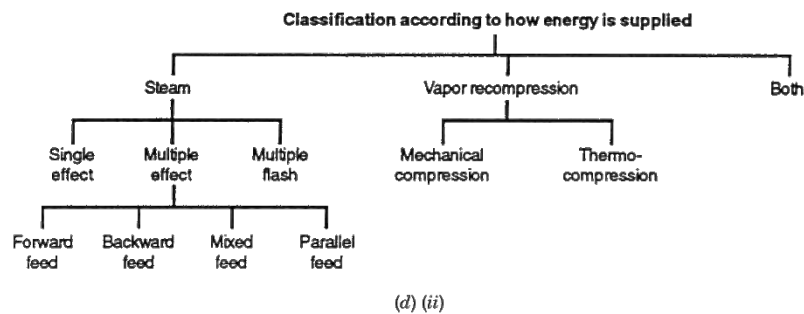 Classification according to how energy is supplied
Steam
Vapor recompression
Both
Single
effect
Multiple
effect
Multiple
flash
Mechanical
compression
Thermo-
compression
Forward
feed
Backward
feed
Mixed
feed
Parallel
feed
(d) (ii)